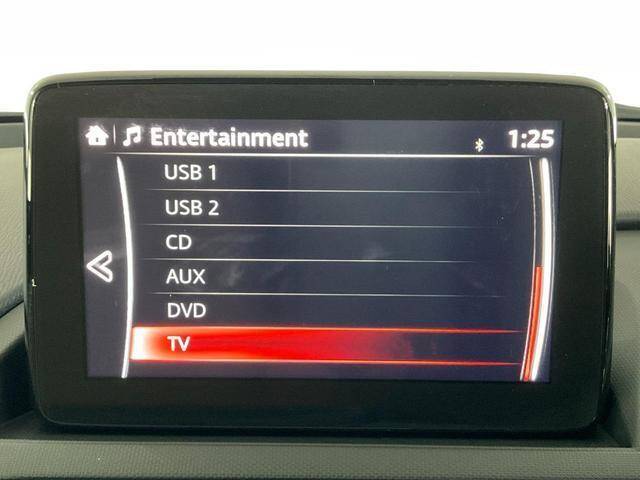 Entertainment 1:25
USB 1
USB 2
CD
AUX
DVD
TV